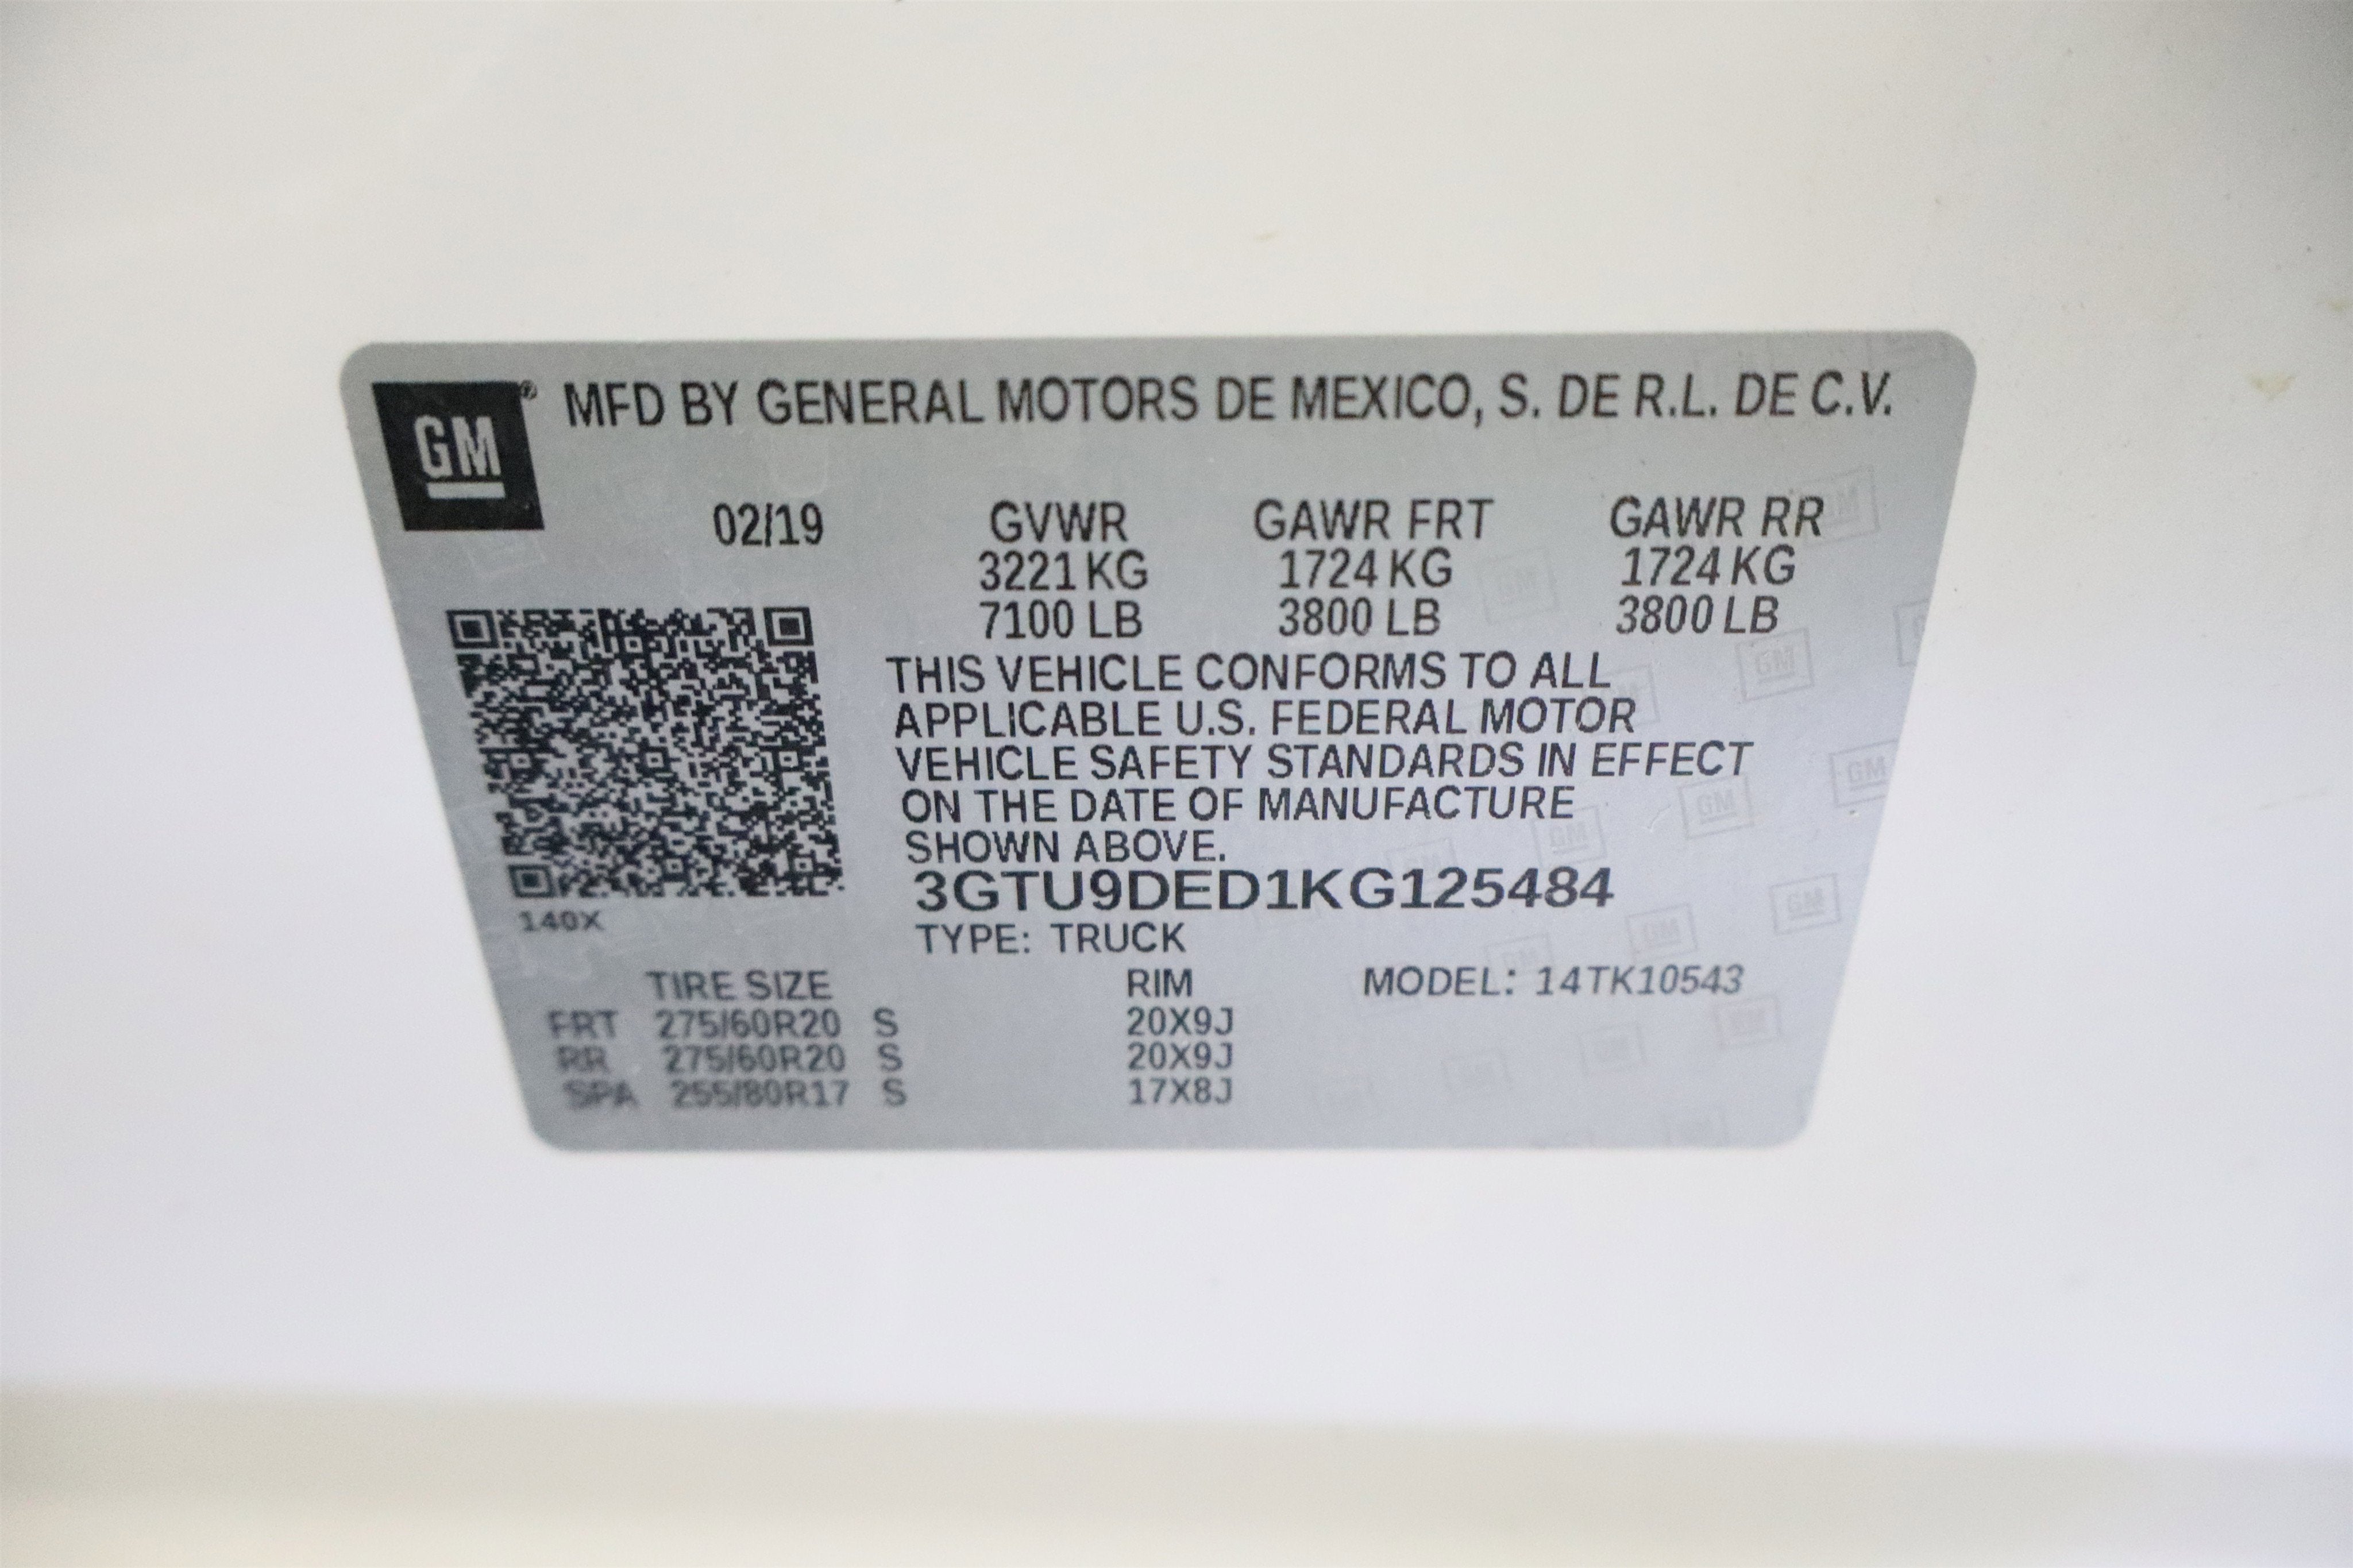 GM® MFD BY GENERAL MOTORS DE MEXICO, S. DE R.L. DE C.V.
02/19 GVWR GAWR FRT GAWR RR
3221 KG 1724 KG 1724 KG
7100 LB 3800 LB 3800 LB
THIS VEHICLE CONFORMS TO ALL
APPLICABLE U.S. FEDERAL MOTOR
VEHICLE SAFETY STANDARDS IN EFFECT
ON THE DATE OF MANUFACTURE
SHOWN ABOVE.
3GTU9DED1KG125484
140X
TYPE: TRUCK
TIRE SIZE RIM MODEL: 14TK10543
FRT 275/60R20 S 20X9J
RR 275/60R20 S 20X9J
SPA 255/80R17 S 17X8J